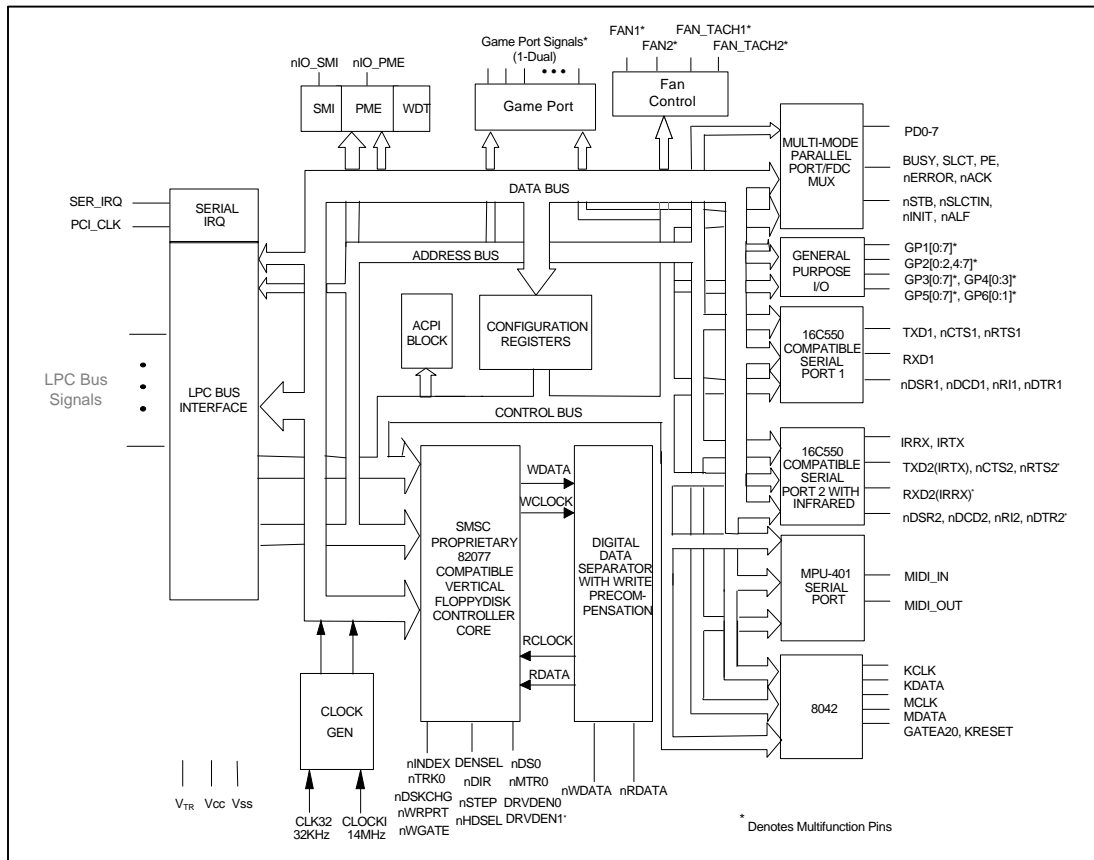 FAN1*
FAN_TACH1*
FAN2*
FAN_TACH2*
Game Port Signals*
(1-Dual)
nIO_SMI
nIO_PME
SMI
PME
WDT
Game Port
Fan
Control
MULTI-MODE
PARALLEL
PORT/FDC
MUX
PD0-7
BUSY, SLCT, PE,
nERROR, nACK
nSTB, nSLCTIN,
nINIT, nALF
DATA BUS
SER_IRQ
PCI_CLK
SERIAL
IRQ
ADDRESS BUS
GENERAL
PURPOSE
I/O
GP1[0:7]*
GP2[0:2,4:7]*
GP3[0:7]*, GP4[0:3]*
GP5[0:7]*, GP6[0:1]*
ACPI
BLOCK
CONFIGURATION
REGISTERS
16C550
COMPATIBLE
SERIAL
PORT 1
TXD1, nCTS1, nRTS1
RXD1
nDSR1, nDCD1, nRI1, nDTR1
LPC Bus
Signals
LPC BUS
INTERFACE
CONTROL BUS
16C550
COMPATIBLE
SERIAL
PORT 2 WITH
INFRARED
IRRX, IRTX
TXD2(IRTX), nCTS2, nRTS2*
RXD2(IRRX)*
nDSR2, nDCD2, nRI2, nDTR2*
WDATA
WCLOCK
SMSC
PROPRIETARY
82077
COMPATIBLE
VERTICAL
FLOPPYDISK
CONTROLLER
CORE
DIGITAL
DATA
SEPARATOR
WITH WRITE
PRECOM-
PENSATION
RCLOCK
RDATA
MPU-401
SERIAL
PORT
MIDI_IN
MIDI_OUT
8042
KCLK
KDATA
MCLK
MDATA
GATEA20, KRESET
CLOCK
GEN
nINDEX
nTRK0
nDSKCHG
nWRPRT
nWGATE
DENSEL
nDIR
nSTEP
nHDSEL
nDS0
nMTR0
DRVDEN0
DRVDEN1*
nWDATA
nRDATA
VTR
Vcc
Vss
CLK32
32KHz
CLOCKI
14MHz
* Denotes Multifunction Pins